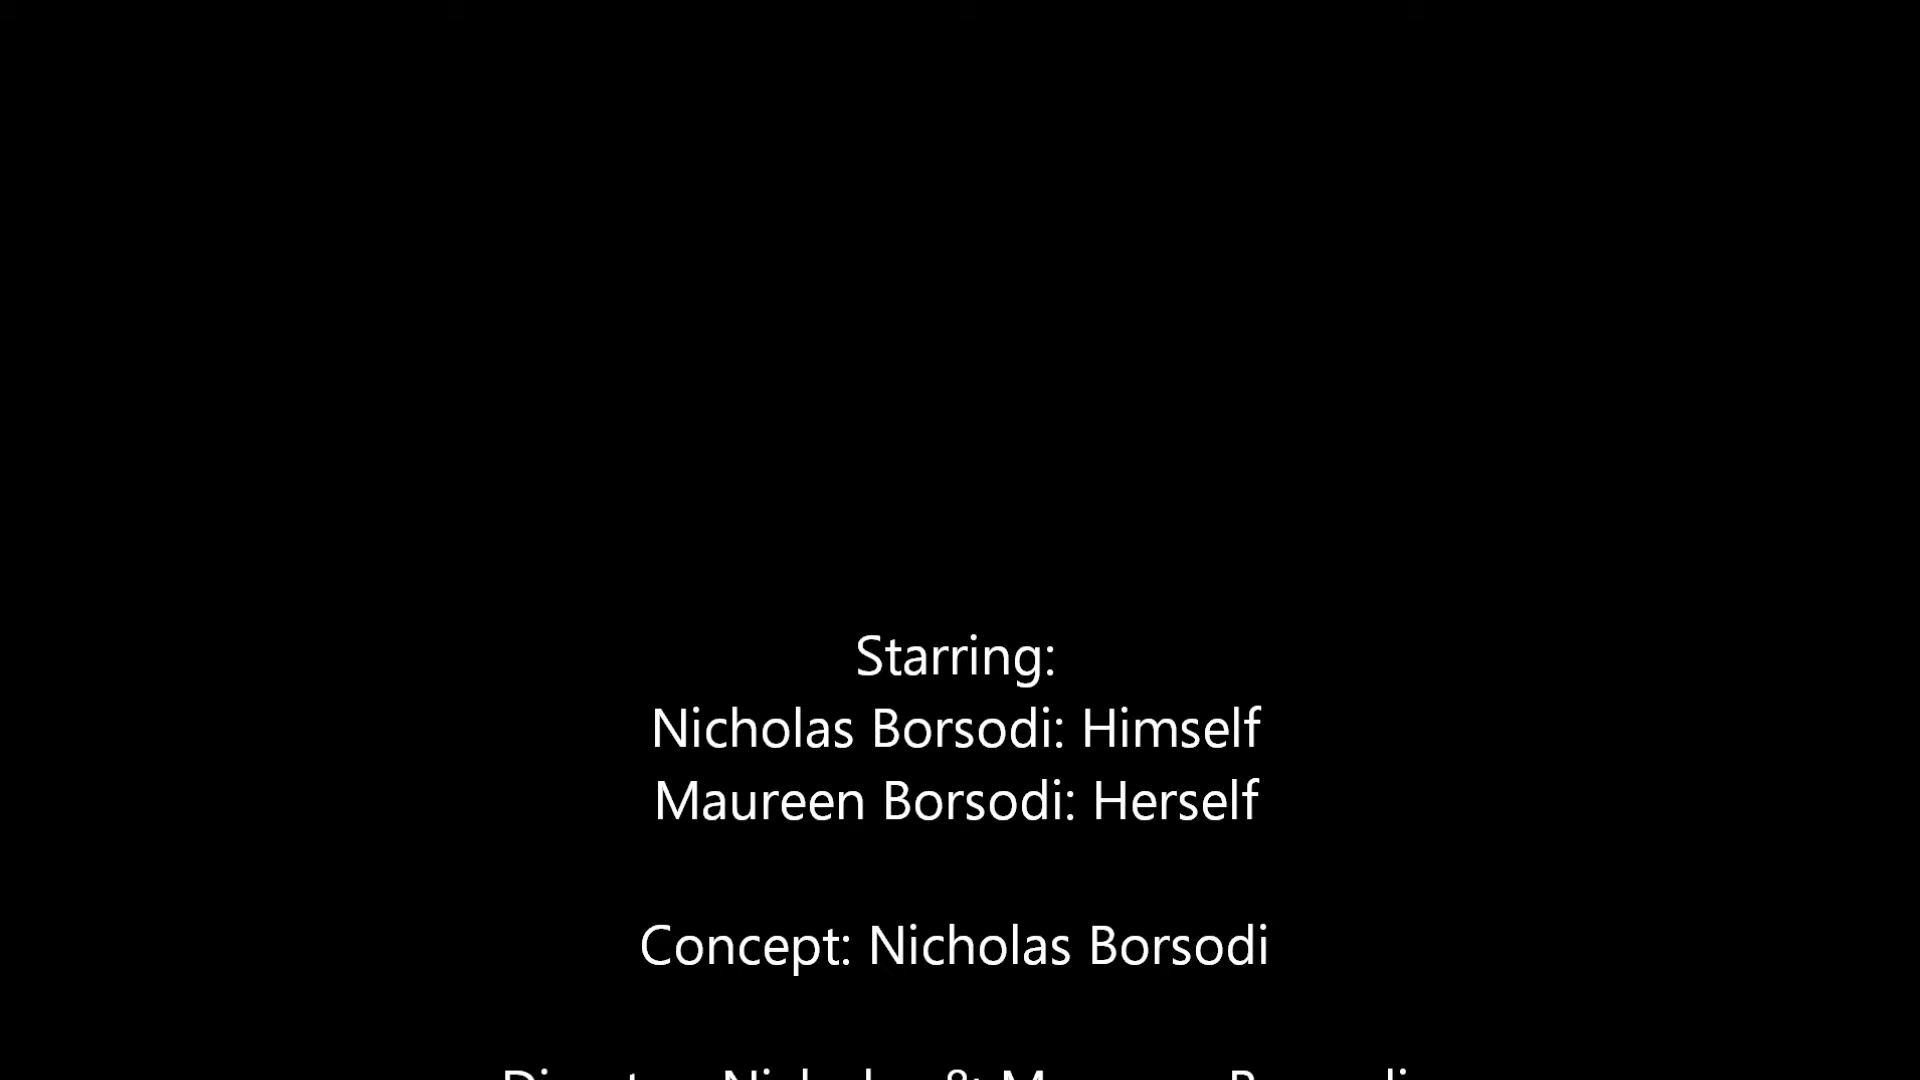 Starring:
Nicholas Borsodi: Himself
Maureen Borsodi: Herself
Concept: Nicholas Borsodi